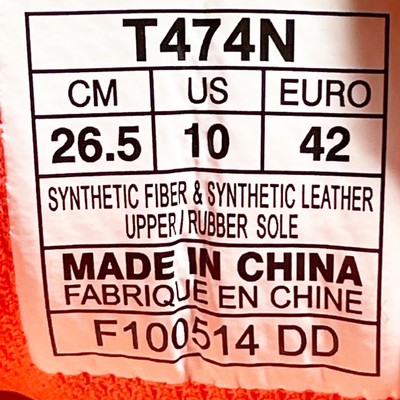 T474N
CM US EURO
26.5 10 42
SYNTHETIC FIBER & SYNTHETIC LEATHER
UPPER / RUBBER SOLE
MADE IN CHINA
FABRIQUE EN CHINE
F100514 DD